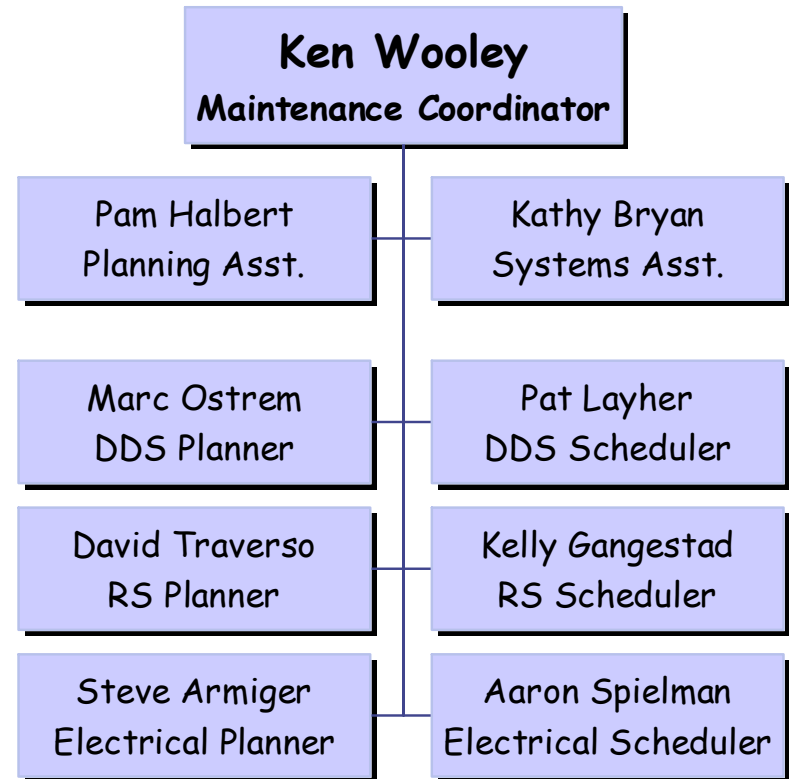 Ken Wooley
Maintenance Coordinator
Pam Halbert
Planning Asst.
Kathy Bryan
Systems Asst.
Marc Ostrem
DDS Planner
Pat Layher
DDS Scheduler
David Traverso
RS Planner
Kelly Gangestad
RS Scheduler
Steve Armiger
Electrical Planner
Aaron Spielman
Electrical Scheduler